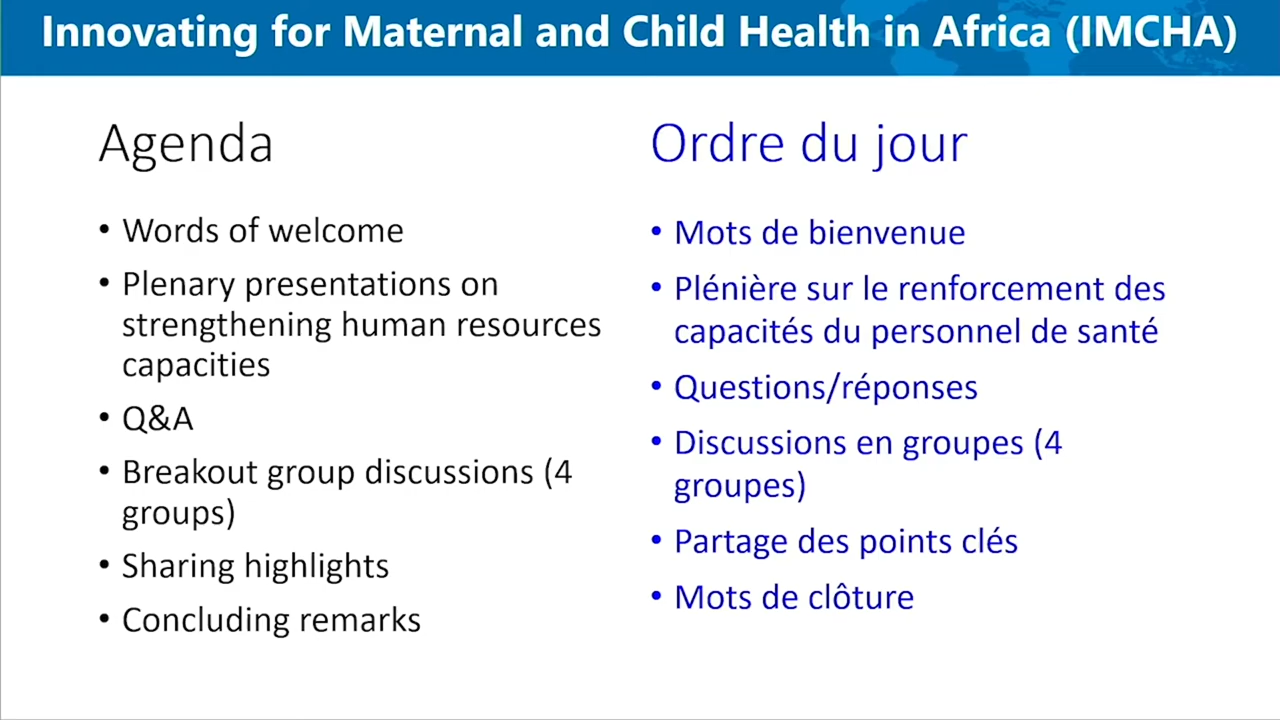 Innovating for Maternal and Child Health in Africa (IMCHA)
Agenda
• Words of welcome
• Plenary presentations on
strengthening human resources
capacities
• Q&A
• Breakout group discussions (4
groups)
• Sharing highlights
• Concluding remarks
Ordre du jour
• Mots de bienvenue
• Plénière sur le renforcement des
capacités du personnel de santé
• Questions/réponses
• Discussions en groupes (4
groupes)
• Partage des points clés
• Mots de clôture